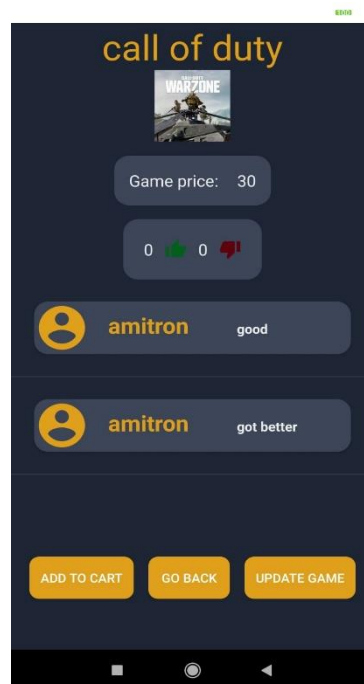 100
call of duty
CALL OF DUTY
WARZONE
Game price: 30
0 0
amitron good
amitron got better
ADD TO CART GO BACK UPDATE GAME